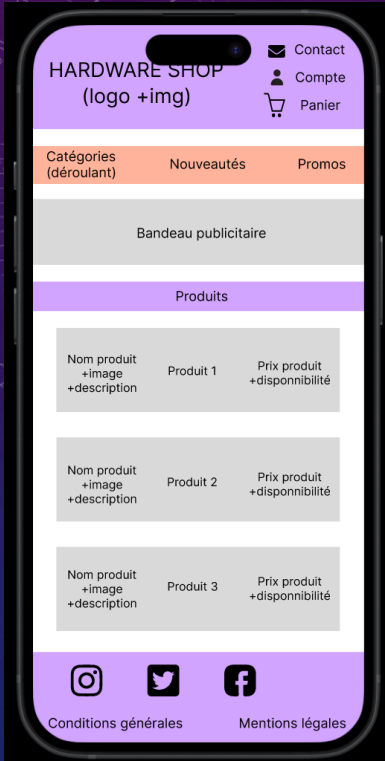 HARDWARE SHOP
(logo +img)
Contact
Compte
Panier
Catégories
(déroulant)
Nouveautés
Promos
Bandeau publicitaire
Produits
Nom produit
+image
+description
Produit 1
Prix produit
+disponnibilité
Nom produit
+image
+description
Produit 2
Prix produit
+disponnibilité
Nom produit
+image
+description
Produit 3
Prix produit
+disponnibilité
Conditions générales
Mentions légales